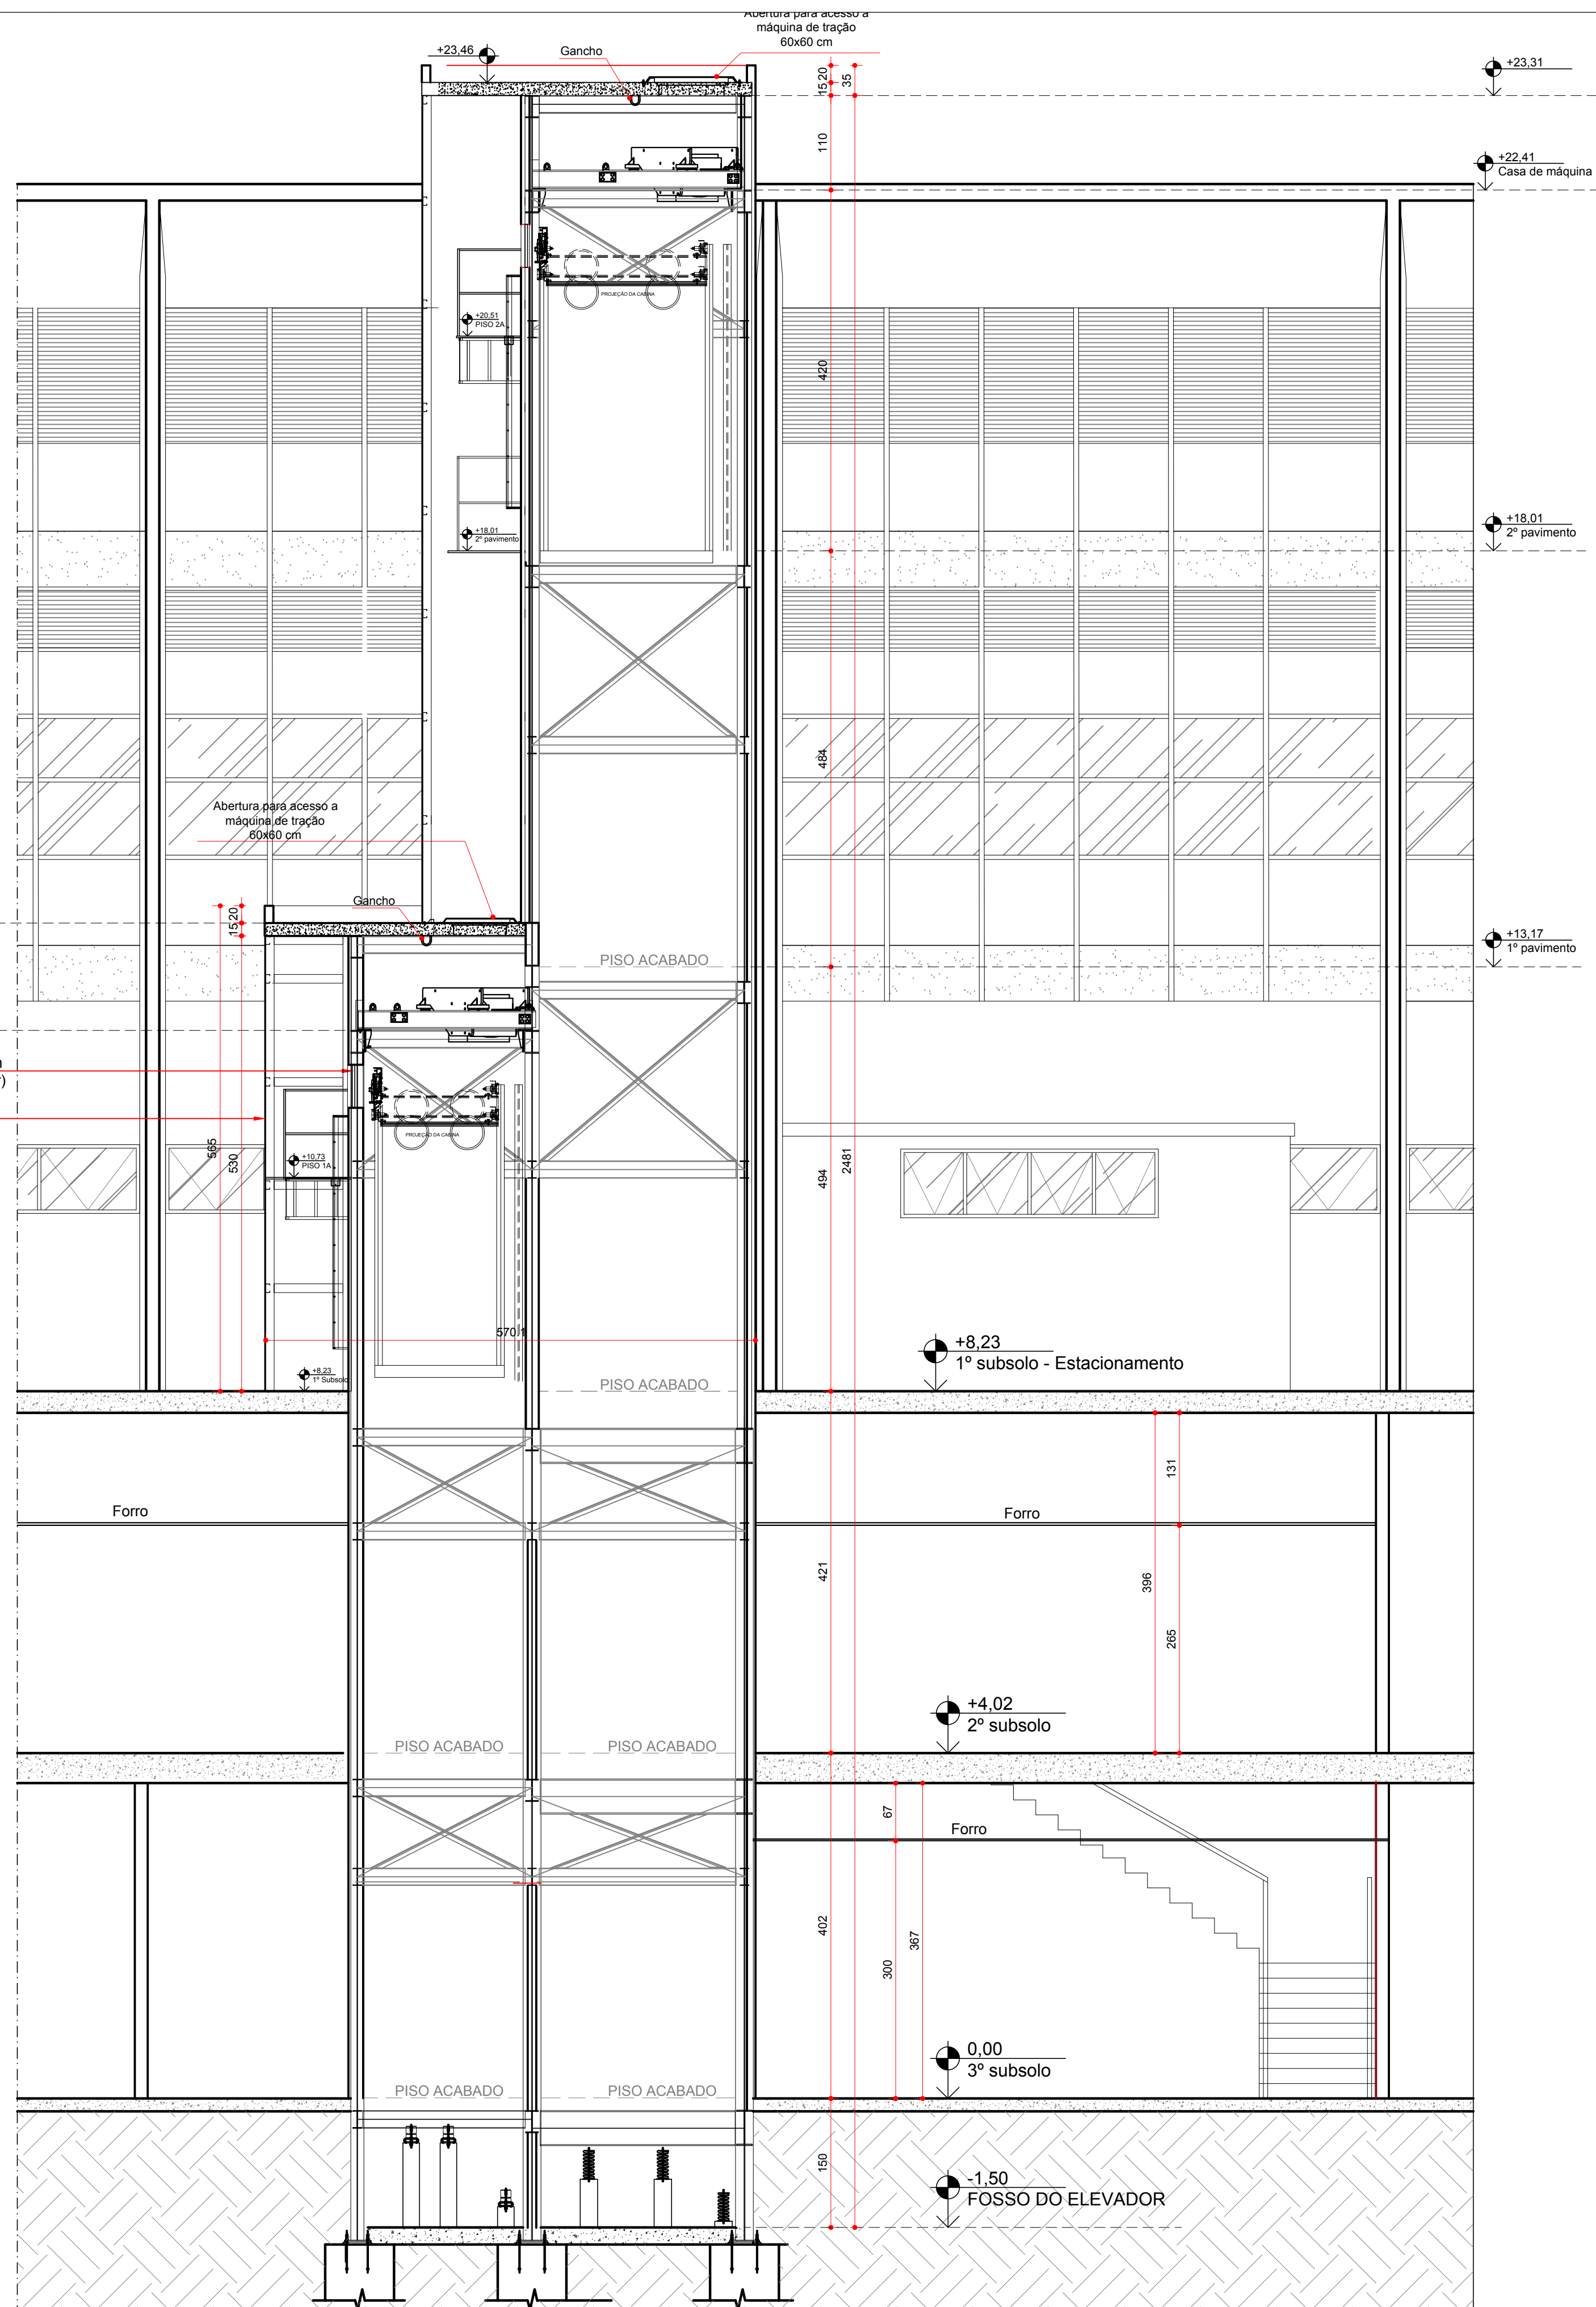 Abertura para acesso a
máquina de tração
60x60 cm
+23,46
Gancho
+23,31
20
15
35
110
+22,41
Casa de máquina
PROJEÇÃO DA CABINA
+20,51
PISO 2A
420
+18,01
2º pavimento
+18,01
2º pavimento
484
Abertura para acesso a
máquina de tração
60x60 cm
Gancho
20
15
+13,17
1º pavimento
PISO ACABADO
PROJEÇÃO DA CABINA
+10,73
PISO 1A
565
530
494
2481
570.1
+8,23
1º Subsolo
+8,23
1º subsolo - Estacionamento
PISO ACABADO
Forro
Forro
131
421
396
265
+4,02
2º subsolo
PISO ACABADO
PISO ACABADO
67
Forro
402
367
300
0,00
3º subsolo
PISO ACABADO
PISO ACABADO
150
-1,50
FOSSO DO ELEVADOR